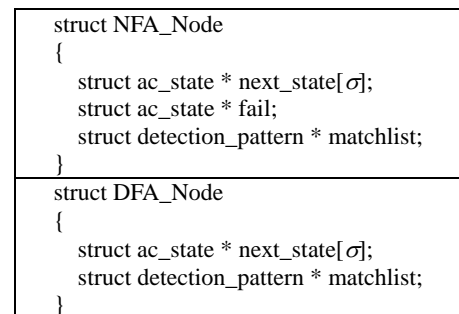 struct NFA_Node
{
struct ac_state * next_state[σ];
struct ac_state * fail;
struct detection_pattern * matchlist;
}
struct DFA_Node
{
struct ac_state * next_state[σ];
struct detection_pattern * matchlist;
}